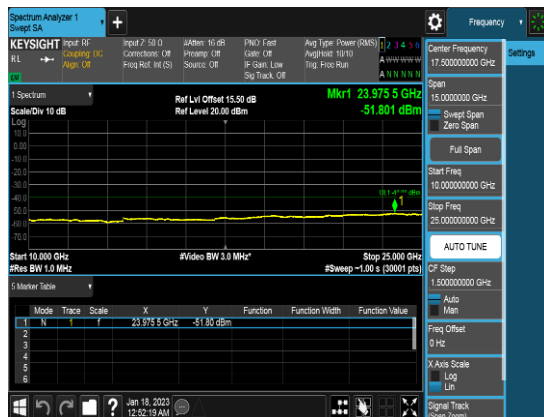 Spectrum Analyzer 1
Swept SA
Frequency
KEYSIGHT
RL
Input: RF
Coupling: DC
Align: Off
Input Z: 50 Ω
Corrections: Off
Freq Ref: Int (S)
#Atten: 16 dB
Preamp: Off
Source: Off
PNO: Fast
Gate: Off
IF Gain: Low
Sig Track: Off
Avg Type: Power (RMS)
Avg|Hold: 10/10
Trig: Free Run
1 2 3 4 5 6
A W W W W W
A N N N N N
Settings
1 Spectrum
Scale/Div 10 dB
Ref Lvl Offset 15.50 dB
Ref Level 20.00 dBm
Mkr1 23.975 5 GHz
-51.801 dBm
Log
10.0
0.00
-10.0
-20.0
-30.0
-40.0
-50.0
-60.0
-70.0
1
Start 10.000 GHz
#Res BW 1.0 MHz
#Video BW 3.0 MHz*
Stop 25.000 GHz
#Sweep ~1.00 s (30001 pts)
5 Marker Table
Mode Trace Scale X Y Function Function Width Function Value
1 N 1 f 23.975 5 GHz -51.80 dBm
2
3
4
5
6
Jan 18, 2023
12:52:19 AM
Center Frequency
17.500000000 GHz
Span
15.0000000 GHz
Swept Span
Zero Span
Full Span
Start Freq
10.000000000 GHz
Stop Freq
25.000000000 GHz
AUTO TUNE
CF Step
1.500000000 GHz
Auto
Man
Freq Offset
0 Hz
X Axis Scale
Log
Lin
Signal Track
(Span Zoom)